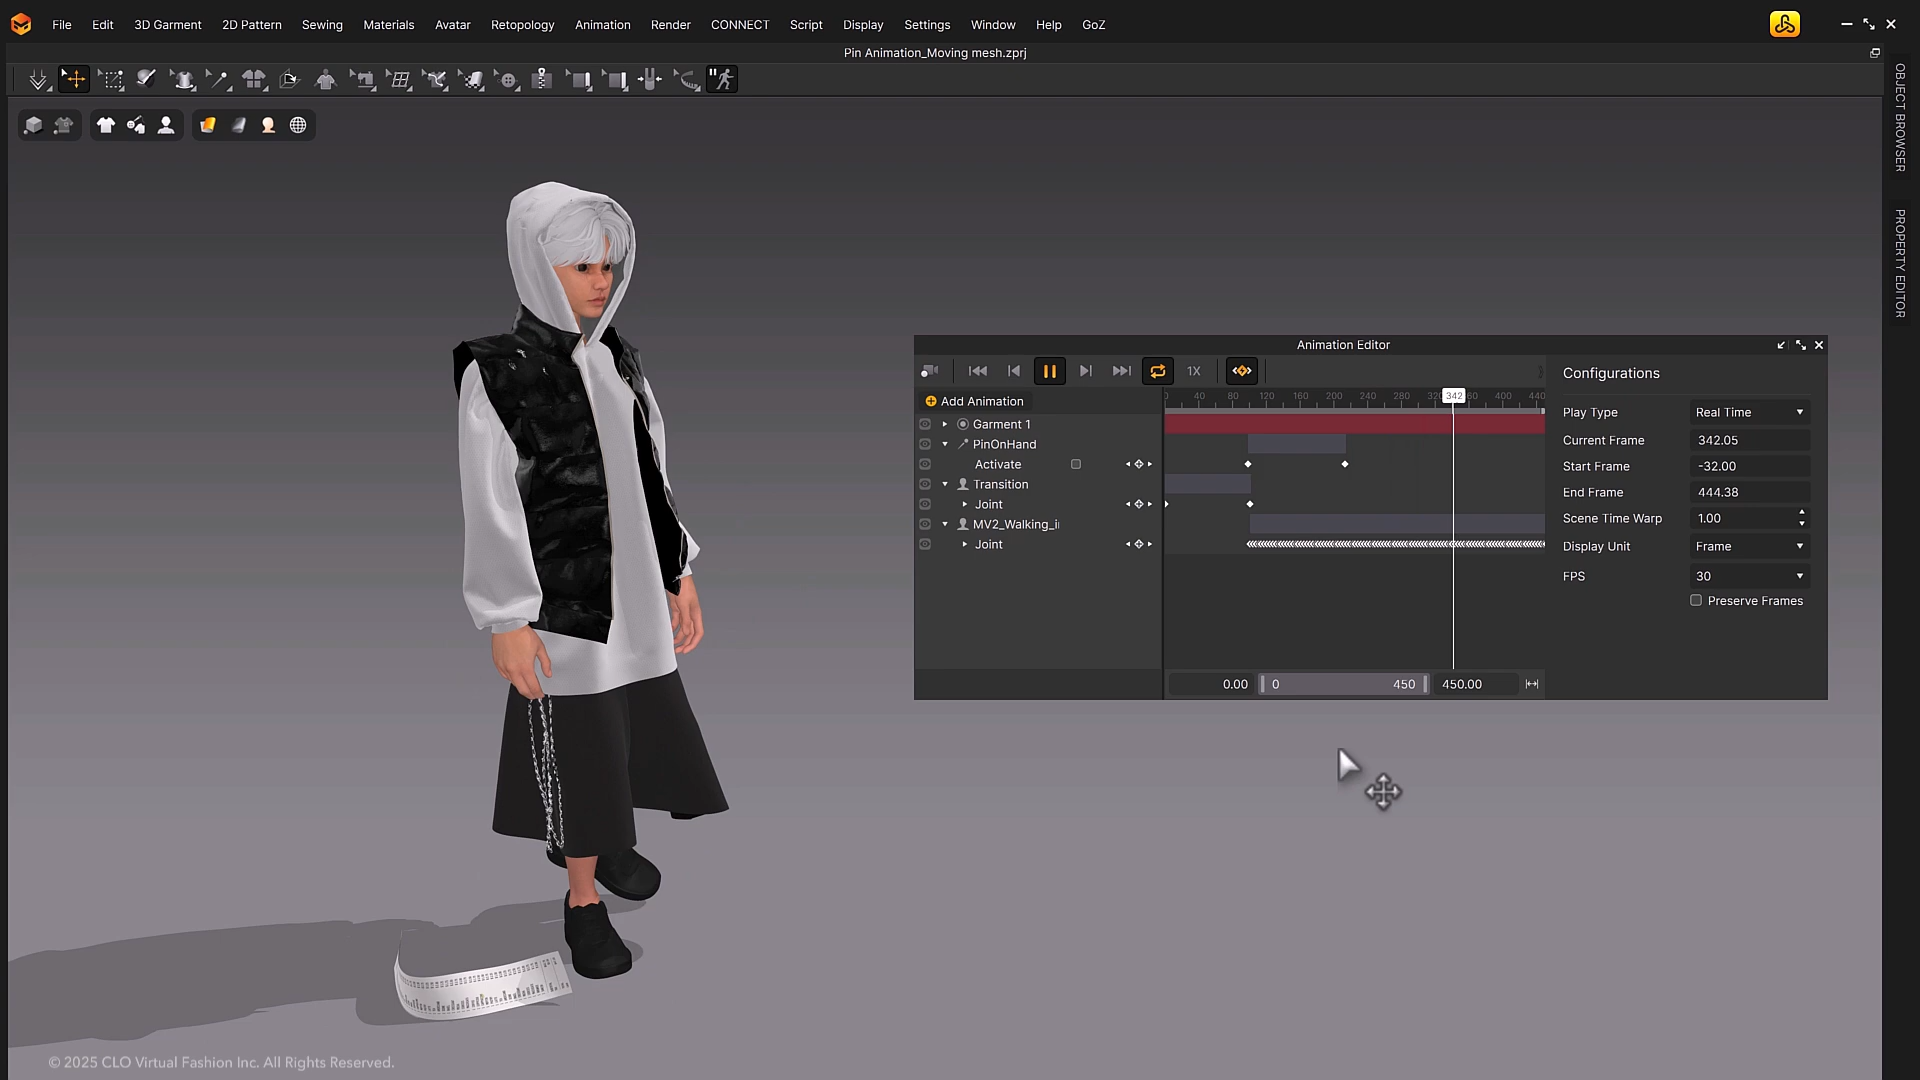 File Edit 3D Garment 2D Pattern Sewing Materials Avatar Retopology Animation Render CONNECT Script Display Settings Window Help GoZ
Pin Animation_Moving mesh.zprj
OBJECT BROWSER
PROPERTY EDITOR
Animation Editor
1X
Configurations
Add Animation
0 40 80 120 160 200 240 280 320 342 60 400 440
Play Type Real Time
Garment 1
Current Frame 342.05
PinOnHand
Activate
Start Frame -32.00
Transition
End Frame 444.38
Joint
Scene Time Warp 1.00
MV2_Walking_i
Joint
Display Unit Frame
FPS 30
Preserve Frames
0.00 0 450 450.00
© 2025 CLO Virtual Fashion Inc. All Rights Reserved.